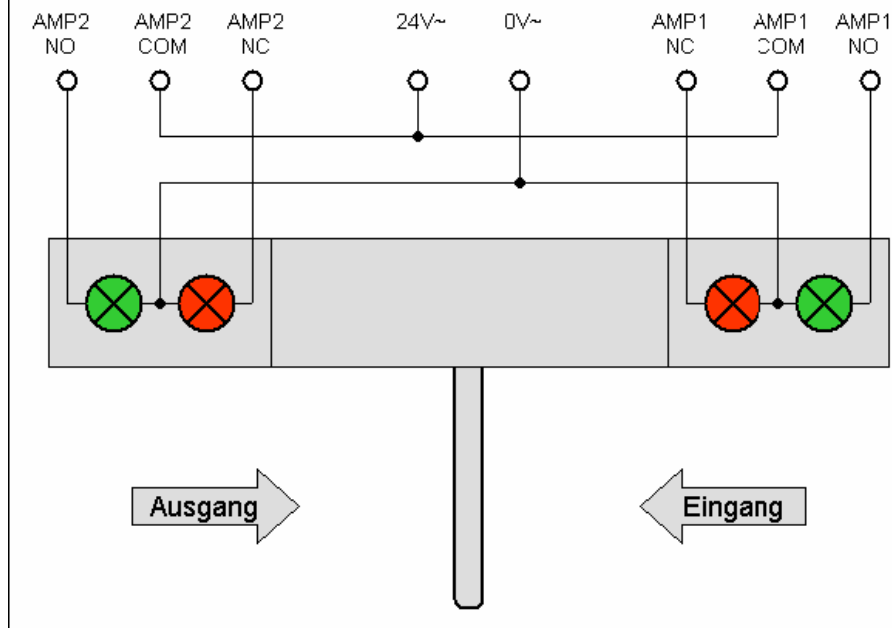 AMP2
NO
AMP2
COM
AMP2
NC
24V~
0V~
AMP1
NC
AMP1
COM
AMP1
NO
Ausgang
Eingang